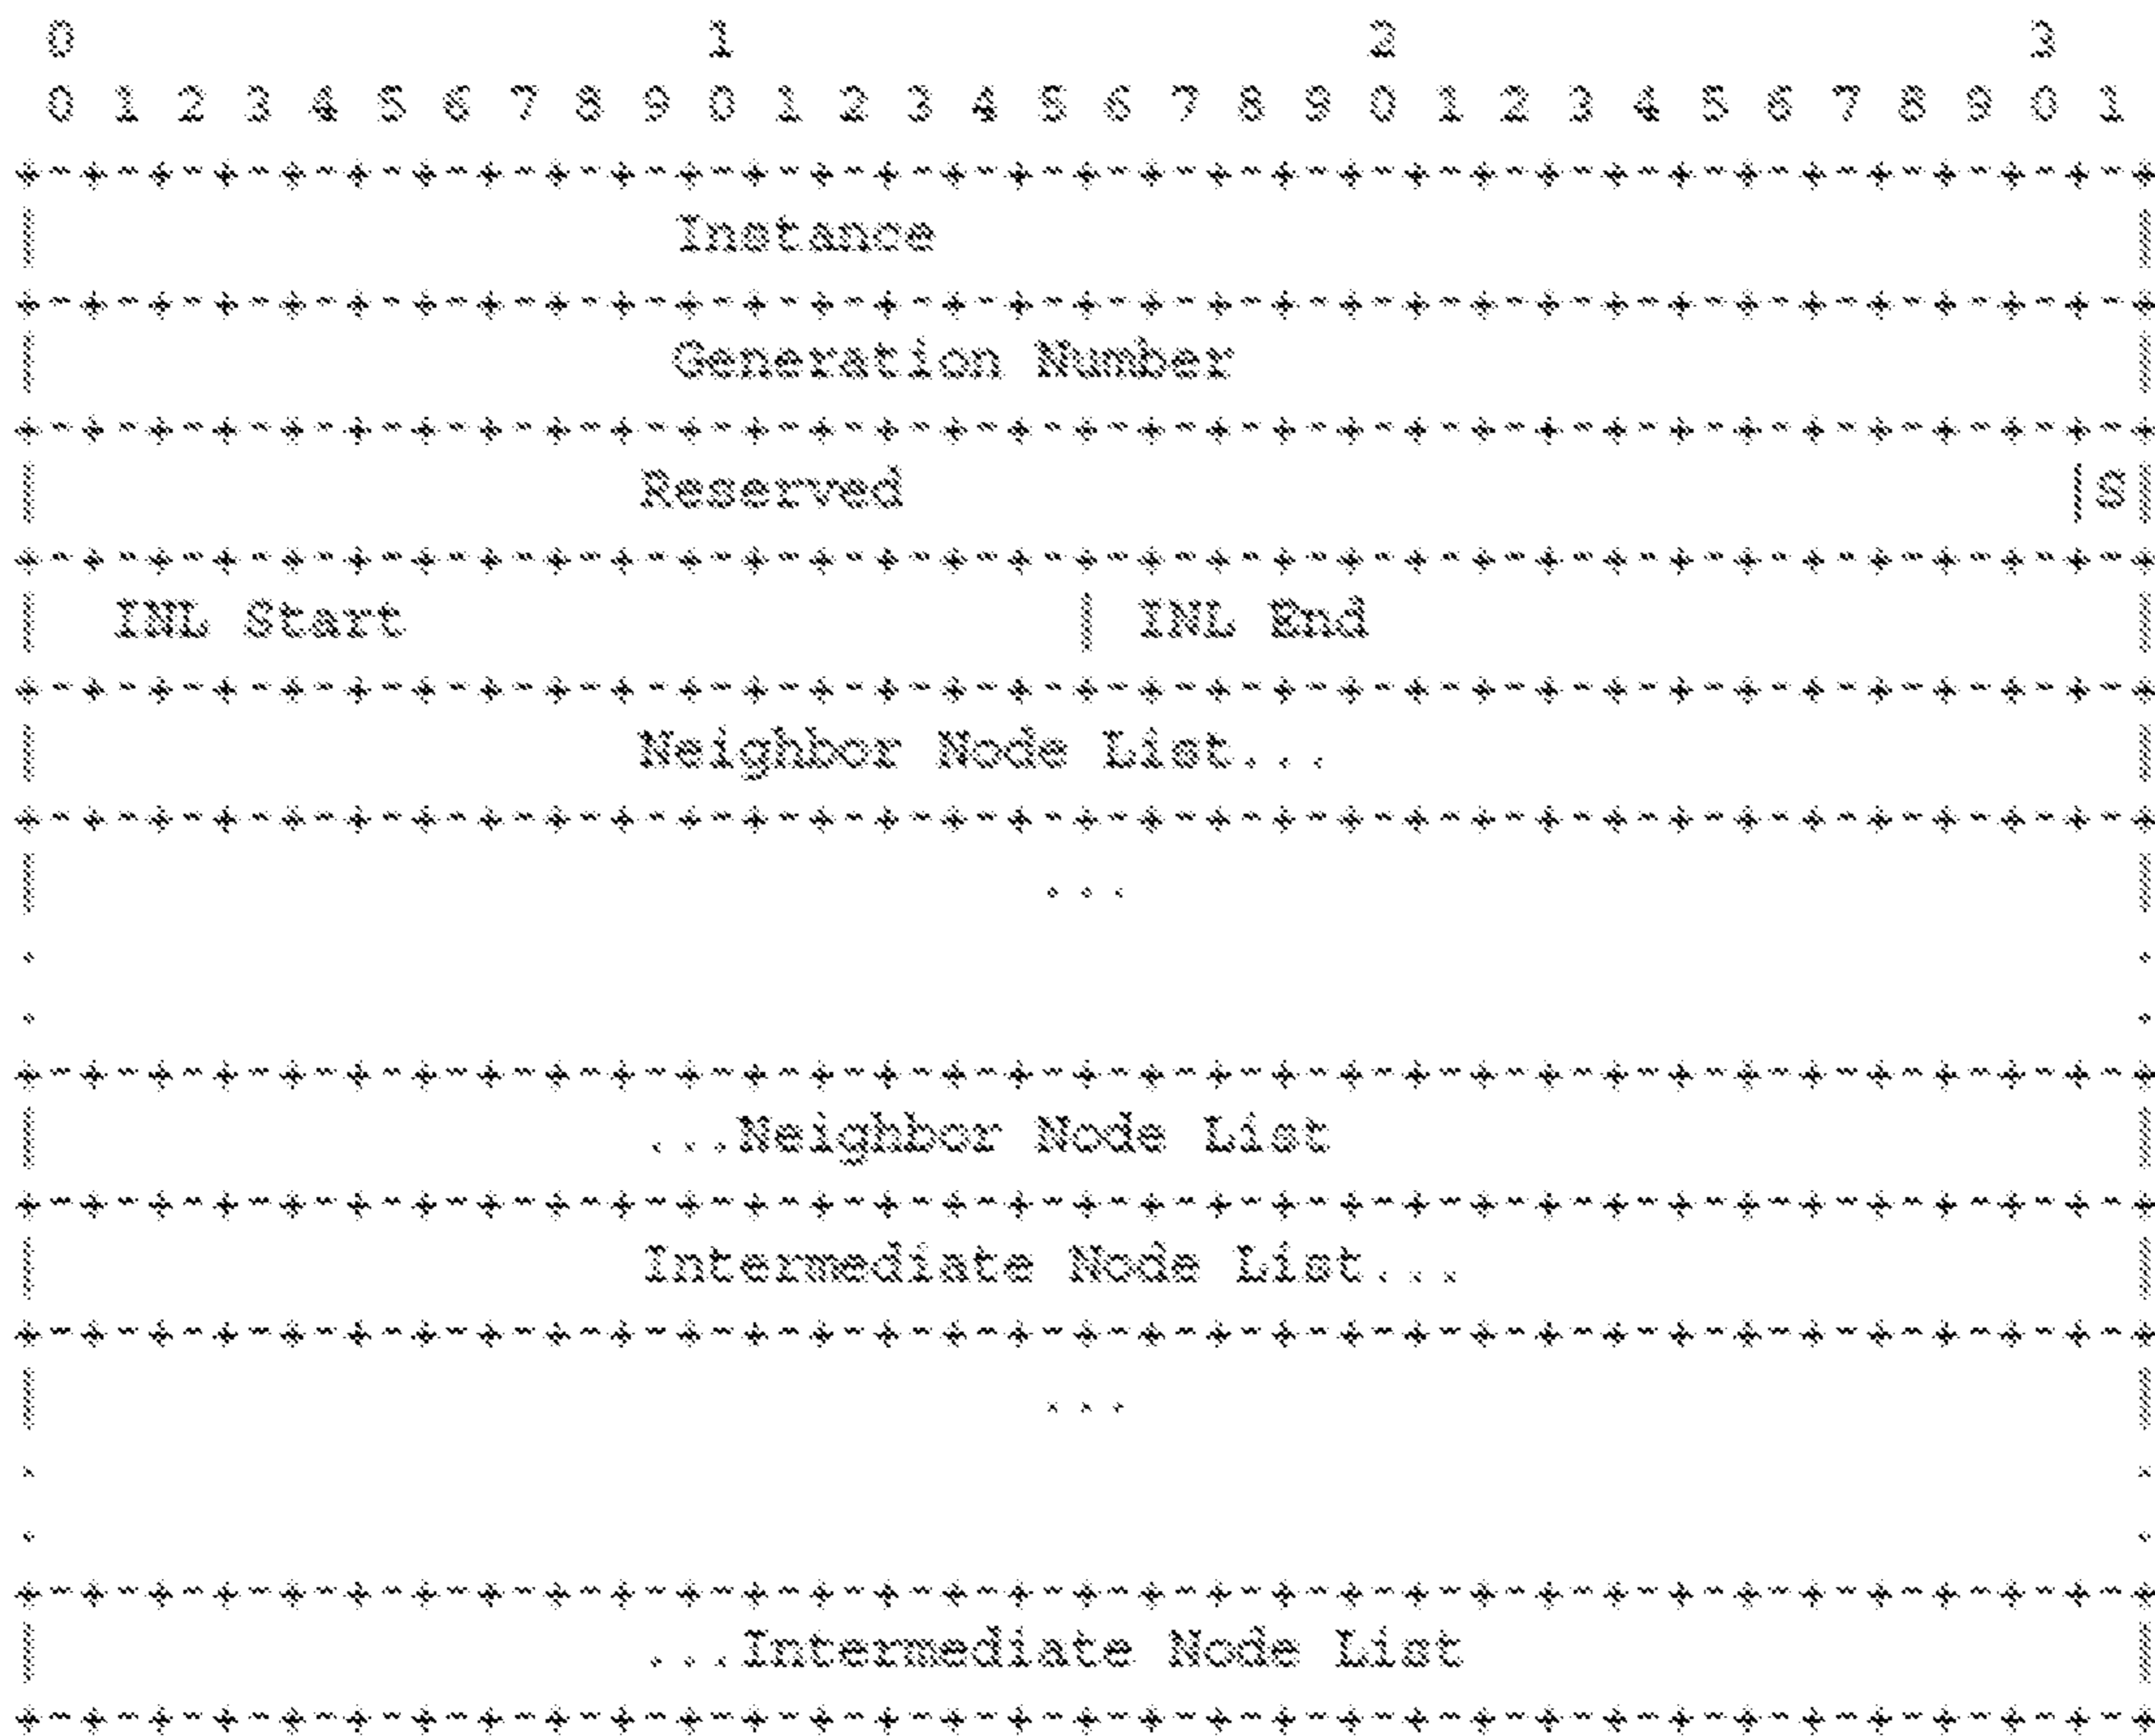 0                   1                   2                   3
 0 1 2 3 4 5 6 7 8 9 0 1 2 3 4 5 6 7 8 9 0 1 2 3 4 5 6 7 8 9 0 1
+-+-+-+-+-+-+-+-+-+-+-+-+-+-+-+-+-+-+-+-+-+-+-+-+-+-+-+-+-+-+-+-+
|                   Instance                                    |
+-+-+-+-+-+-+-+-+-+-+-+-+-+-+-+-+-+-+-+-+-+-+-+-+-+-+-+-+-+-+-+-+
|                   Generation Number                           |
+-+-+-+-+-+-+-+-+-+-+-+-+-+-+-+-+-+-+-+-+-+-+-+-+-+-+-+-+-+-+-+-+
|                  Reserved                                   |S|
+-+-+-+-+-+-+-+-+-+-+-+-+-+-+-+-+-+-+-+-+-+-+-+-+-+-+-+-+-+-+-+-+
|  INL Start                    | INL End                       |
+-+-+-+-+-+-+-+-+-+-+-+-+-+-+-+-+-+-+-+-+-+-+-+-+-+-+-+-+-+-+-+-+
|                  Neighbor Node List...                        |
+-+-+-+-+-+-+-+-+-+-+-+-+-+-+-+-+-+-+-+-+-+-+-+-+-+-+-+-+-+-+-+-+
|                              ...                              |
.                                                               .
.                                                               .
+-+-+-+-+-+-+-+-+-+-+-+-+-+-+-+-+-+-+-+-+-+-+-+-+-+-+-+-+-+-+-+-+
|                  ...Neighbor Node List                        |
+-+-+-+-+-+-+-+-+-+-+-+-+-+-+-+-+-+-+-+-+-+-+-+-+-+-+-+-+-+-+-+-+
|                  Intermediate Node List...                    |
+-+-+-+-+-+-+-+-+-+-+-+-+-+-+-+-+-+-+-+-+-+-+-+-+-+-+-+-+-+-+-+-+
|                              ...                              |
.                                                               .
.                                                               .
+-+-+-+-+-+-+-+-+-+-+-+-+-+-+-+-+-+-+-+-+-+-+-+-+-+-+-+-+-+-+-+-+
|                  ...Intermediate Node List                    |
+-+-+-+-+-+-+-+-+-+-+-+-+-+-+-+-+-+-+-+-+-+-+-+-+-+-+-+-+-+-+-+-+